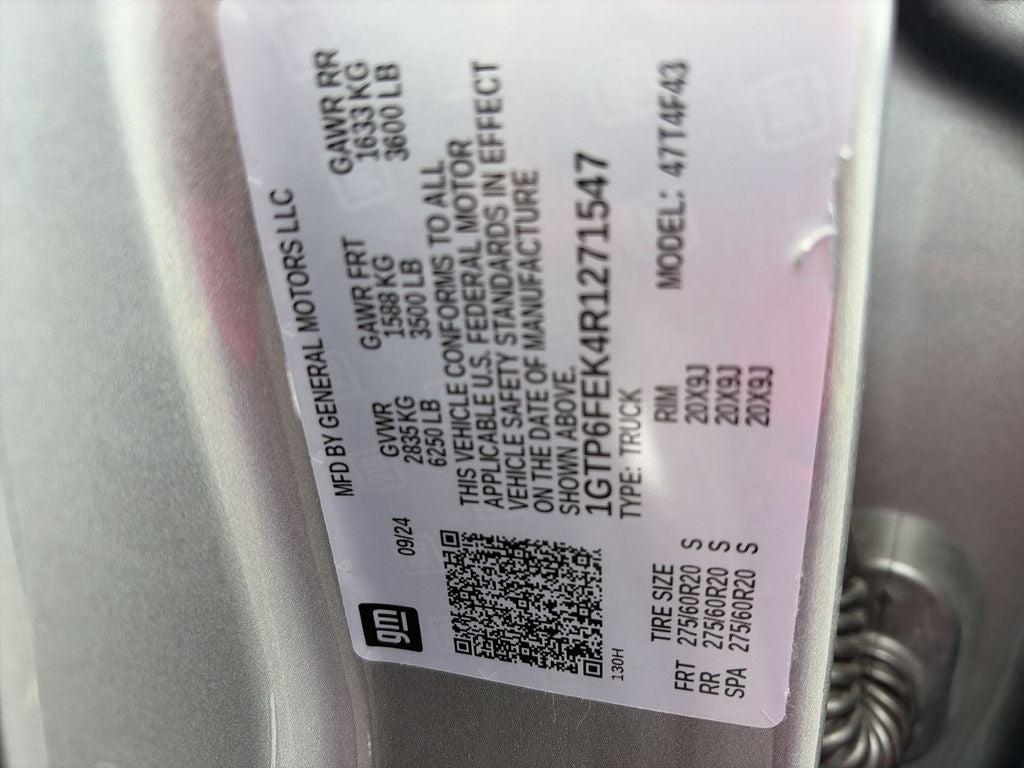 gm
09/24
MFD BY GENERAL MOTORS LLC
GVWR GAWR FRT GAWR RR
2835 KG 1588 KG 1633 KG
6250 LB 3500 LB 3600 LB
THIS VEHICLE CONFORMS TO ALL
APPLICABLE U.S. FEDERAL MOTOR
VEHICLE SAFETY STANDARDS IN EFFECT
ON THE DATE OF MANUFACTURE
SHOWN ABOVE.
1GTP6FEK4R1271547
130H
TYPE: TRUCK
MODEL: 47T4F43
TIRE SIZE RIM
FRT 275/60R20 S 20X9J
RR 275/60R20 S 20X9J
SPA 275/60R20 S 20X9J